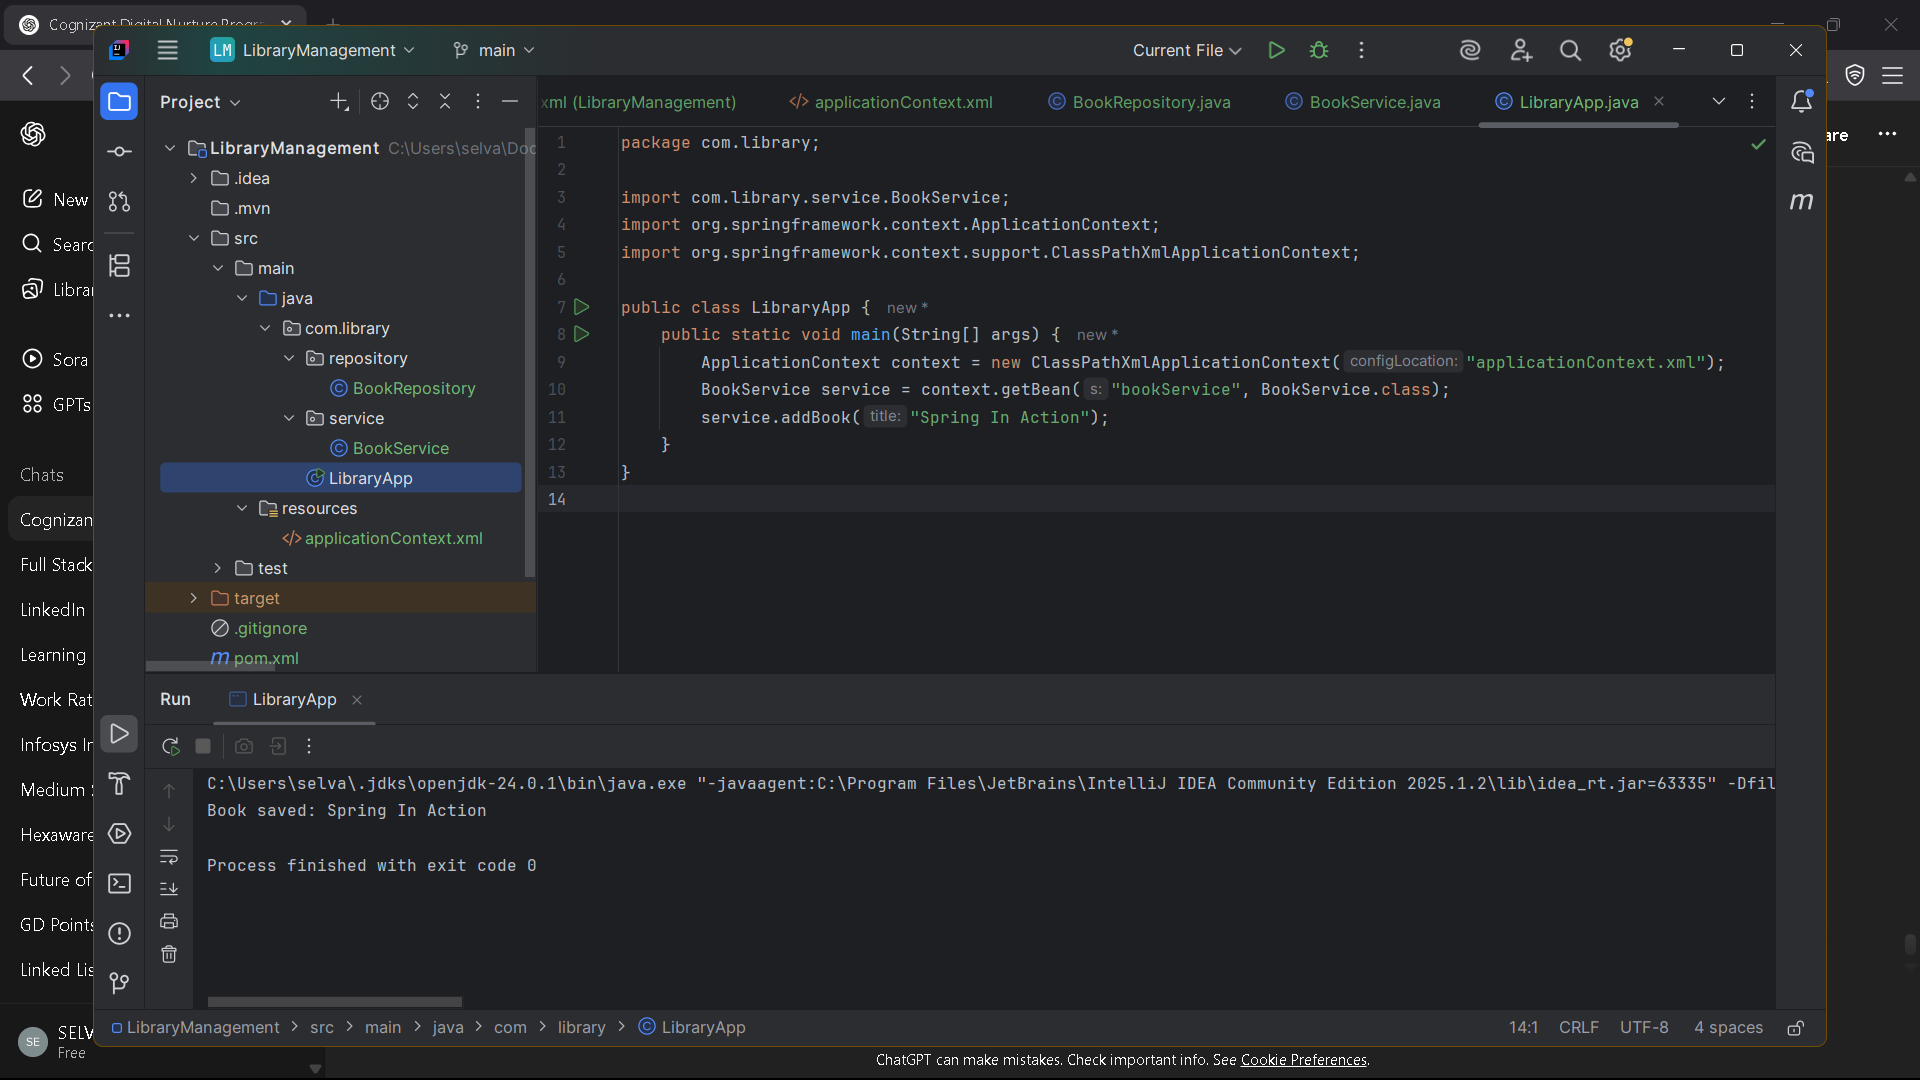 Cognizant Digital Nurture Progr
LM LibraryManagement
main
Current File
Project
xml (LibraryManagement)
applicationContext.xml
BookRepository.java
BookService.java
LibraryApp.java
New
Sora
GPTs
Chats
Cognizan
Full Stack
LinkedIn
Learning
Work Rat
Infosys Ir
Medium
Hexaware
Future of
GD Points
Linked Lis
SE
SELV
Free
LibraryManagement C:\Users\selva\Doc
.idea
.mvn
src
main
java
com.library
repository
BookRepository
service
BookService
LibraryApp
resources
applicationContext.xml
test
target
.gitignore
pom.xml
1 package com.library;
2
3 import com.library.service.BookService;
4 import org.springframework.context.ApplicationContext;
5 import org.springframework.context.support.ClassPathXmlApplicationContext;
6
7 public class LibraryApp { new *
8 public static void main(String[] args) { new *
9 ApplicationContext context = new ClassPathXmlApplicationContext( configLocation: "applicationContext.xml");
10 BookService service = context.getBean( s: "bookService", BookService.class);
11 service.addBook( title: "Spring In Action");
12 }
13 }
14
m
are
Run
LibraryApp
C:\Users\selva\.jdks\openjdk-24.0.1\bin\java.exe "-javaagent:C:\Program Files\JetBrains\IntelliJ IDEA Community Edition 2025.1.2\lib\idea_rt.jar=63335" -Dfil
Book saved: Spring In Action
Process finished with exit code 0
LibraryManagement > src > main > java > com > library > LibraryApp
14:1 CRLF UTF-8 4 spaces
ChatGPT can make mistakes. Check important info. See Cookie Preferences.